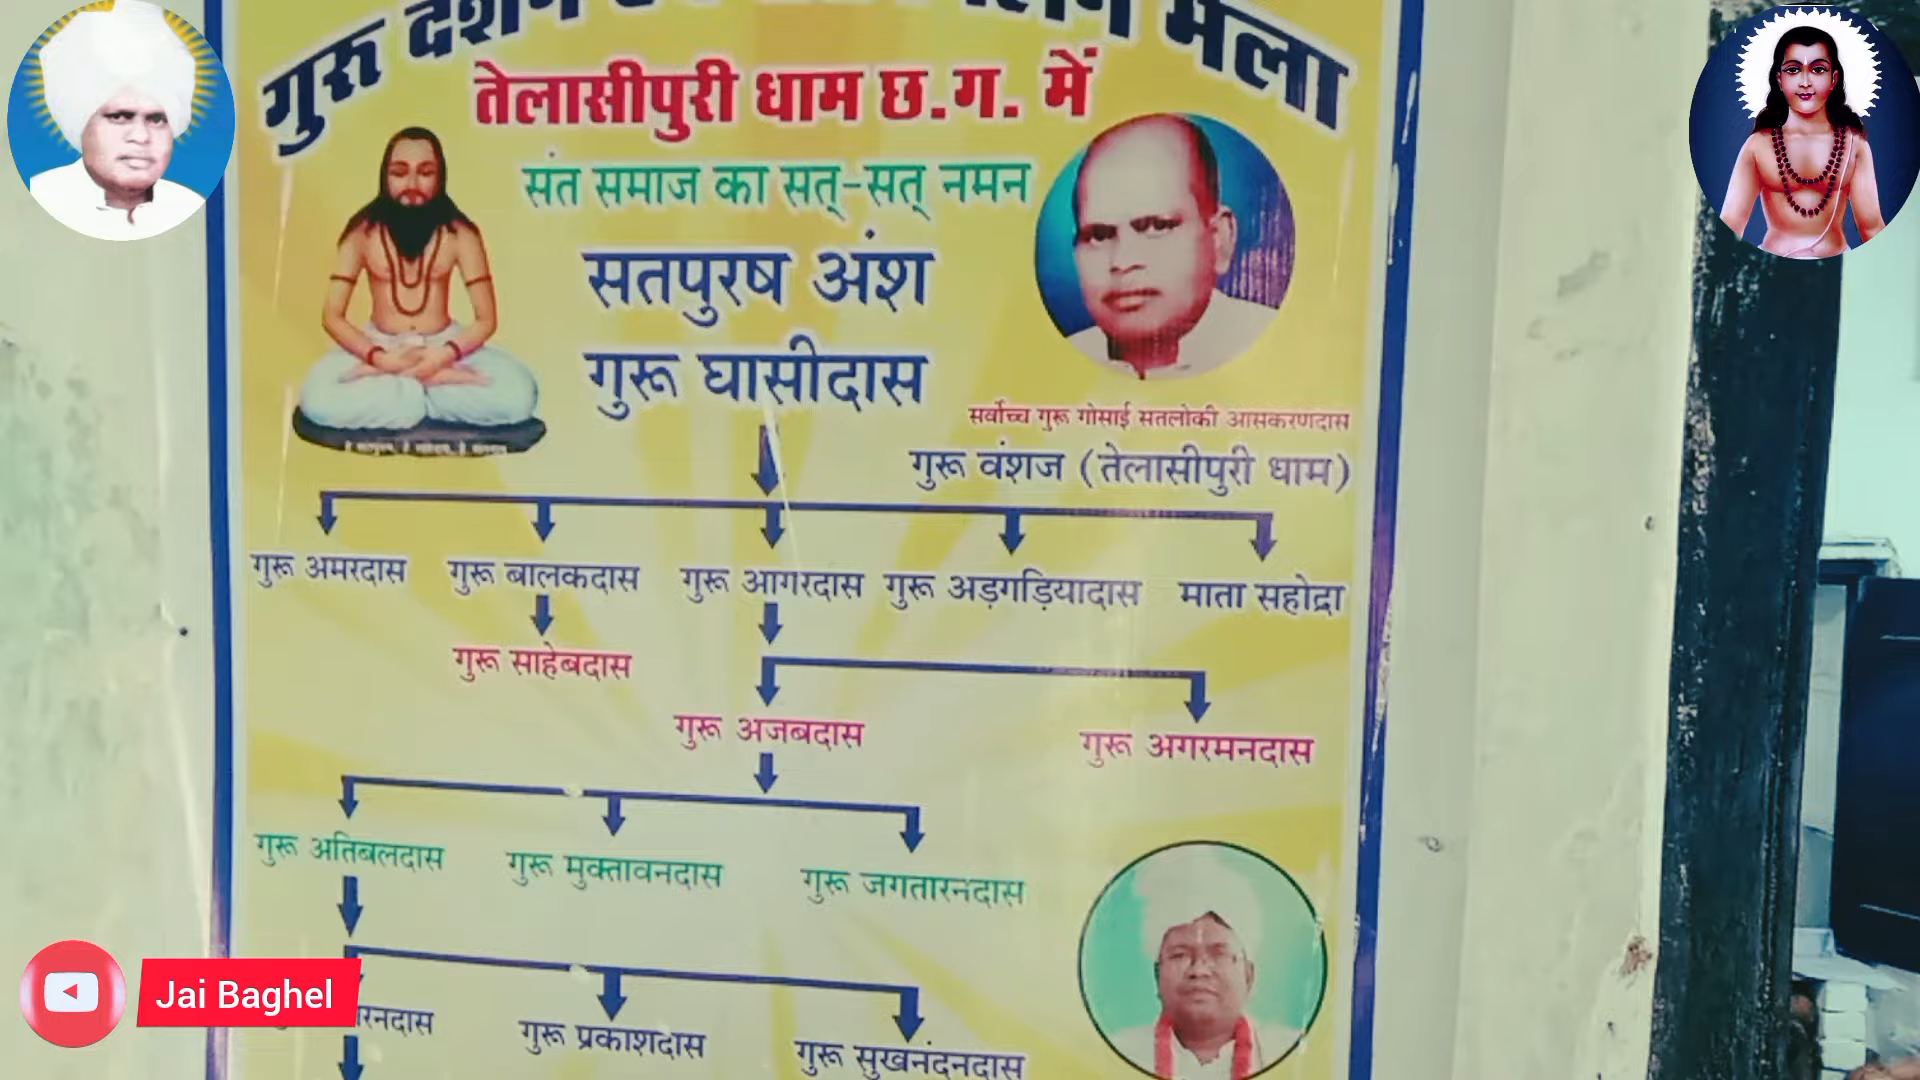 गुरू दर्शन मेला
तेलासीपुरी धाम छ.ग. में
संत समाज का सत्-सत् नमन
सतपुरष अंश
गुरू घासीदास
सर्वोच्च गुरू गोसाई सतलोकी आसकरणदास
गुरू वंशज (तेलासीपुरी धाम)
गुरू अमरदास गुरू बालकदास गुरू आगरदास गुरू अड़गड़ियादास माता सहोद्रा
गुरू साहेबदास
गुरू अजबदास गुरू अगरमनदास
गुरू अतिबलदास गुरू मुक्तावनदास गुरू जगतारनदास
गुरू प्रकाशदास गुरू सुखनंदनदास
Jai Baghel